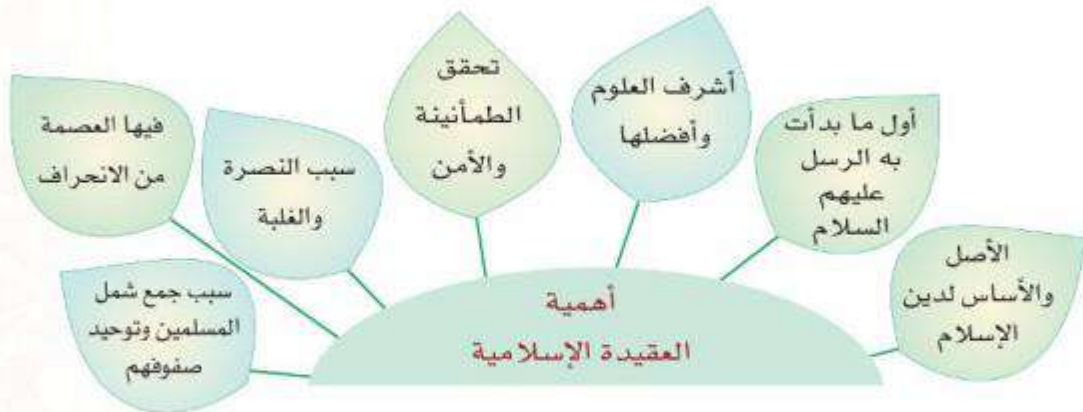 أهمية
العقيدة الإسلامية
الأصل
والأساس لدين
الإسلام
أول ما بدأت
به الرسل
عليهم
السلام
أشرف العلوم
وأفضلها
تحقق
الطمأنينة
والأمن
سبب النصرة
والغلبة
فيها العصمة
من الانحراف
سبب جمع شمل
المسلمين وتوحيد
صفوفهم